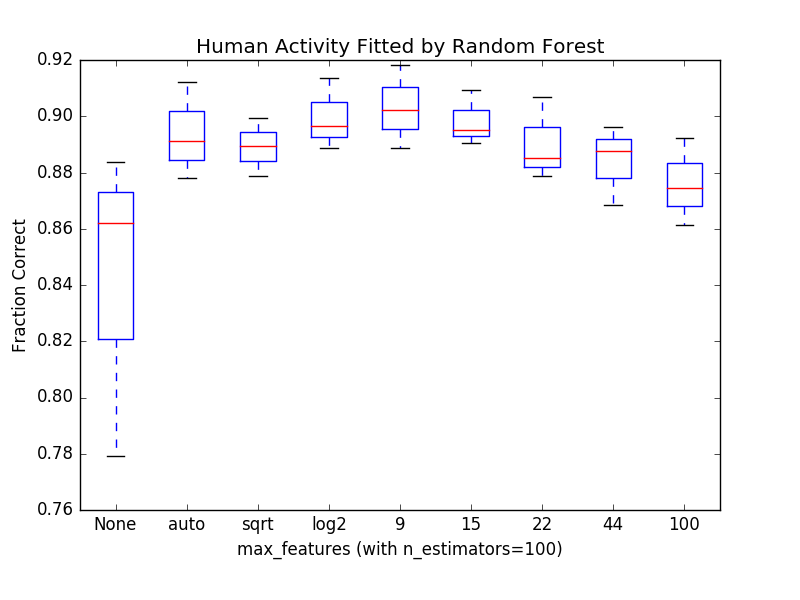 Human Activity Fitted by Random Forest
0.92
0.90
0.88
0.86
0.84
0.82
0.80
0.78
0.76
Fraction Correct
None auto sqrt log2 9 15 22 44 100
max_features (with n_estimators=100)